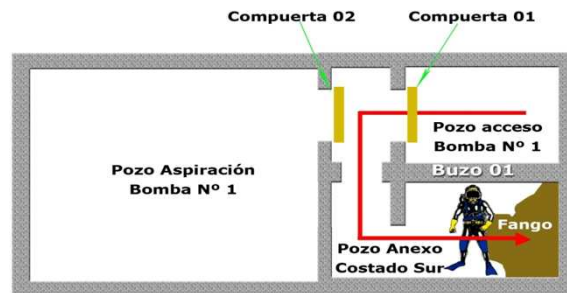 Compuerta 02
Compuerta 01
Pozo Aspiración
Bomba Nº 1
Pozo acceso
Bomba Nº 1
Buzo 01
Fango
Pozo Anexo
Costado Sur